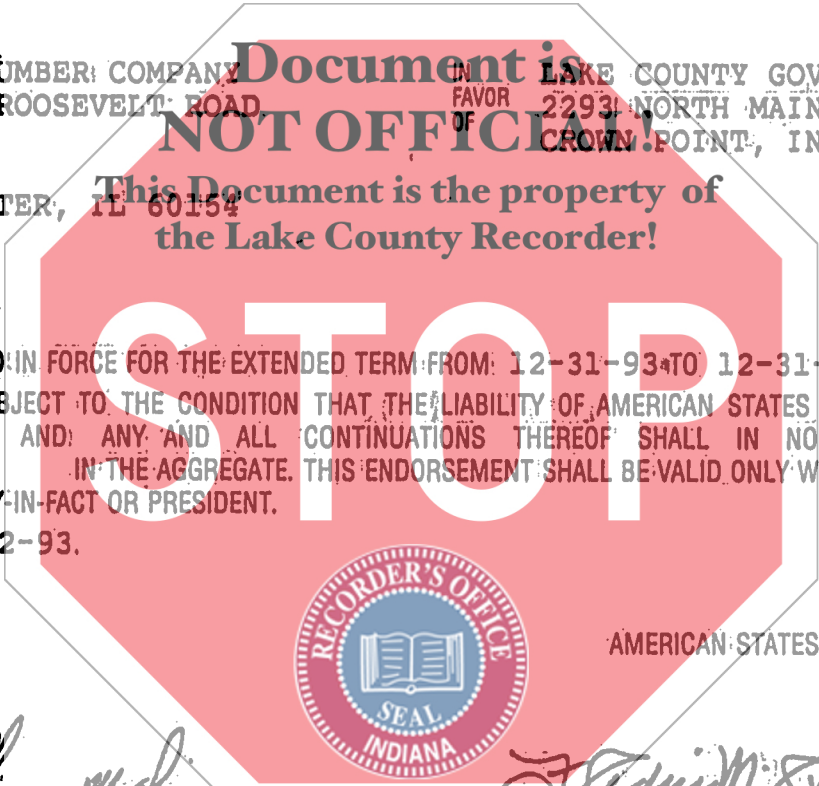 Document is
UMBER COMPANY IN LAKE COUNTY GOV
ROOSEVELT ROAD FAVOR 2293 NORTH MAIN
NOT OFFICIAL!
OF CROWN POINT, IN
This Document is the property of
TER, IL 60154
the Lake County Recorder!
STOP
IN FORCE FOR THE EXTENDED TERM FROM 12-31-93 TO 12-31-
BJECT TO THE CONDITION THAT THE LIABILITY OF AMERICAN STATES
AND ANY AND ALL CONTINUATIONS THEREOF SHALL IN NO
IN THE AGGREGATE. THIS ENDORSEMENT SHALL BE VALID ONLY W
-IN-FACT OR PRESIDENT.
2-93.
RECORDER'S OFFICE
SEAL
INDIANA
AMERICAN STATES